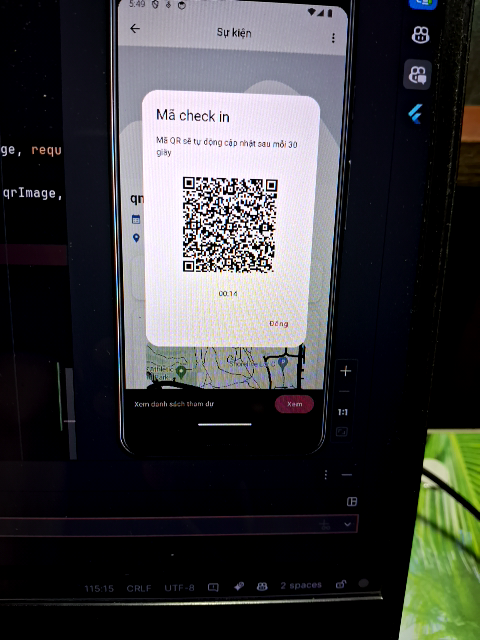 5:49
Sự kiện
Mã check in
Mã QR sẽ tự động cập nhật sau mỗi 30
giây
ge, requ
qrImage,
qr
00:14
Đóng
Xem danh sách tham dự
Xem
1:1
115:15 CRLF UTF-8 2 spaces